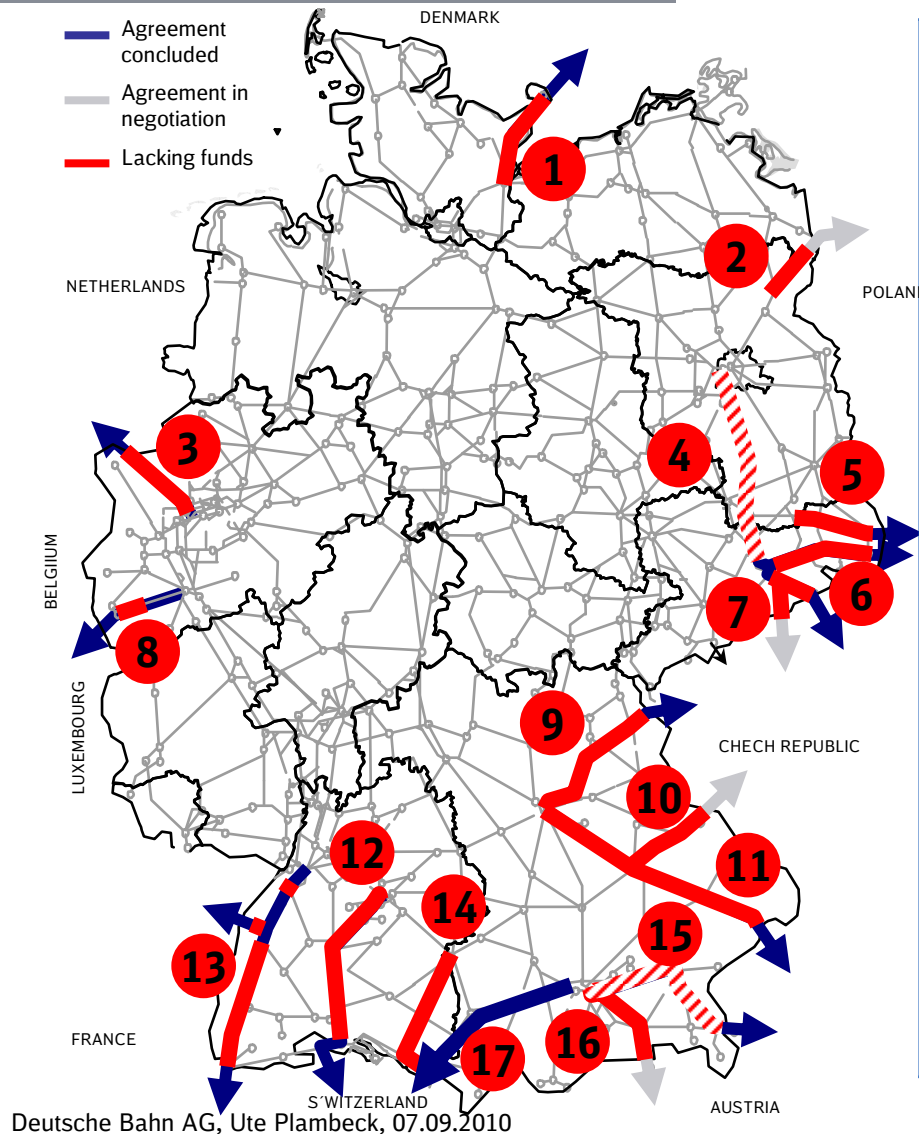 DENMARK
Agreement
concluded
Agreement in
negotiation
Lacking funds
1
2
NETHERLANDS
POLAND
3
4
5
BELGIIUM
6
7
8
LUXEMBOURG
9
CHECH REPUBLIC
10
11
12
14
15
13
FRANCE
16
17
S´WITZERLAND
AUSTRIA
Deutsche Bahn AG, Ute Plambeck, 07.09.2010